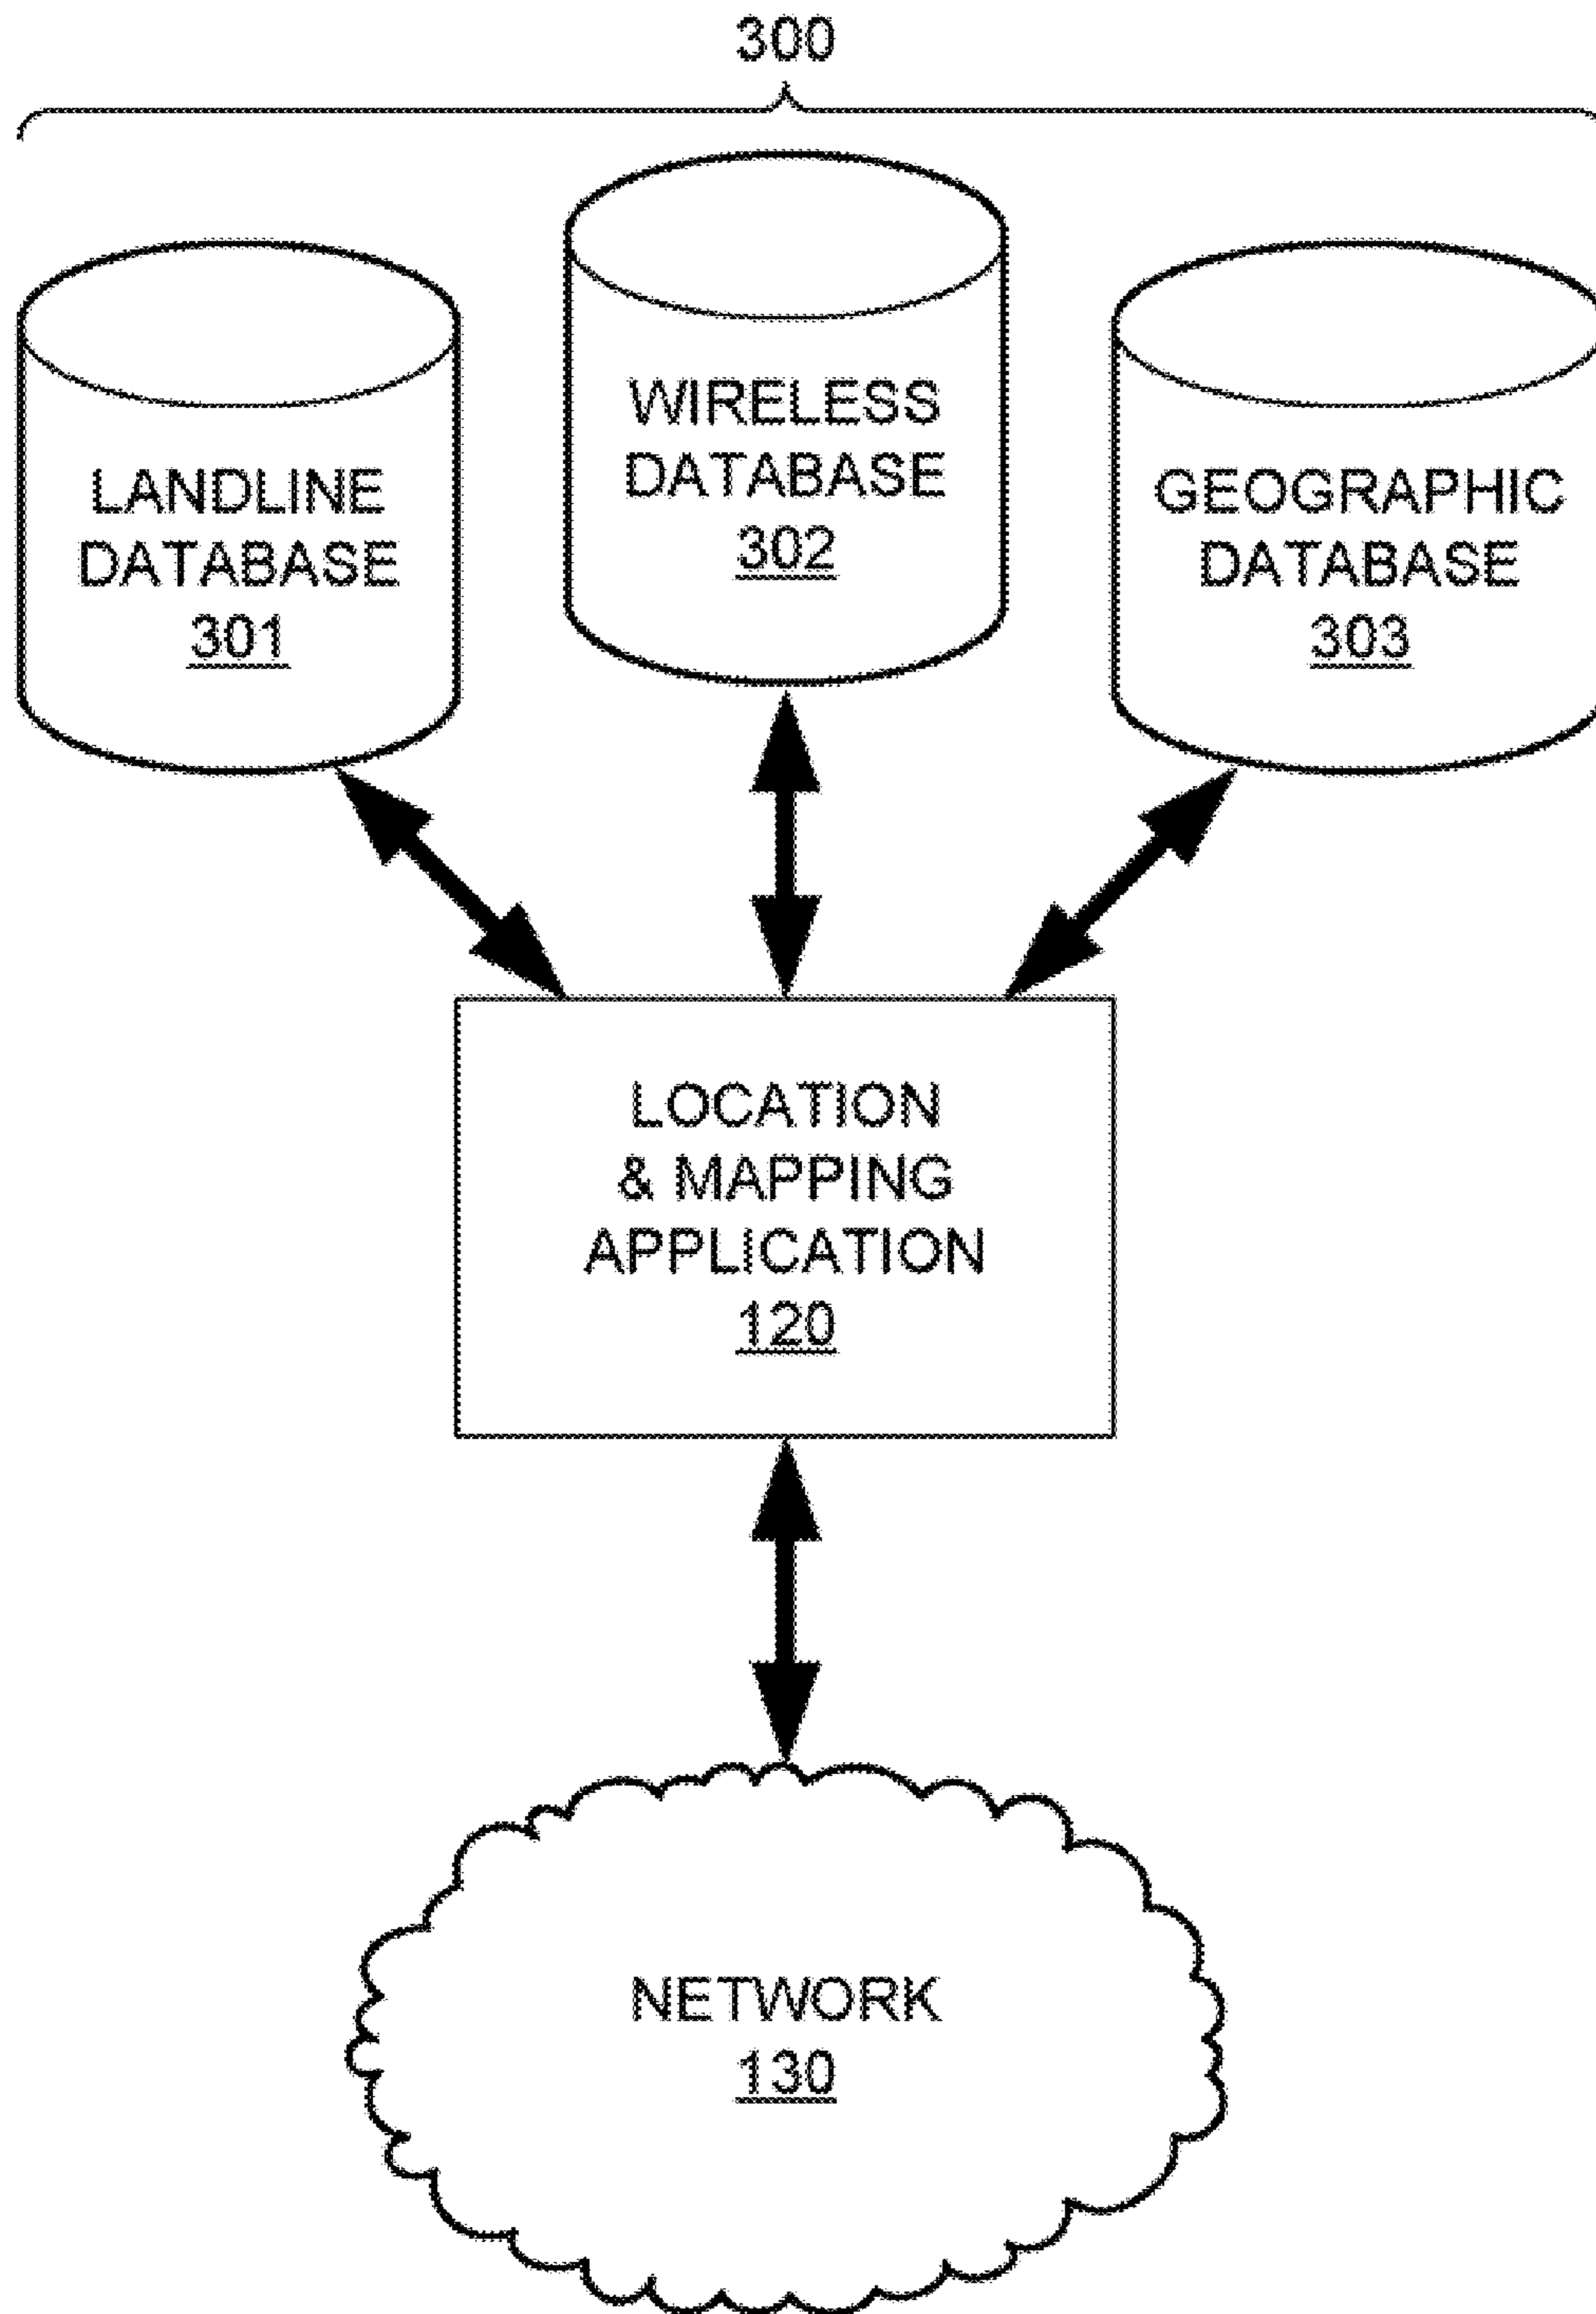 300
LANDLINE
DATABASE
301
WIRELESS
DATABASE
302
GEOGRAPHIC
DATABASE
303
LOCATION
& MAPPING
APPLICATION
120
NETWORK
130